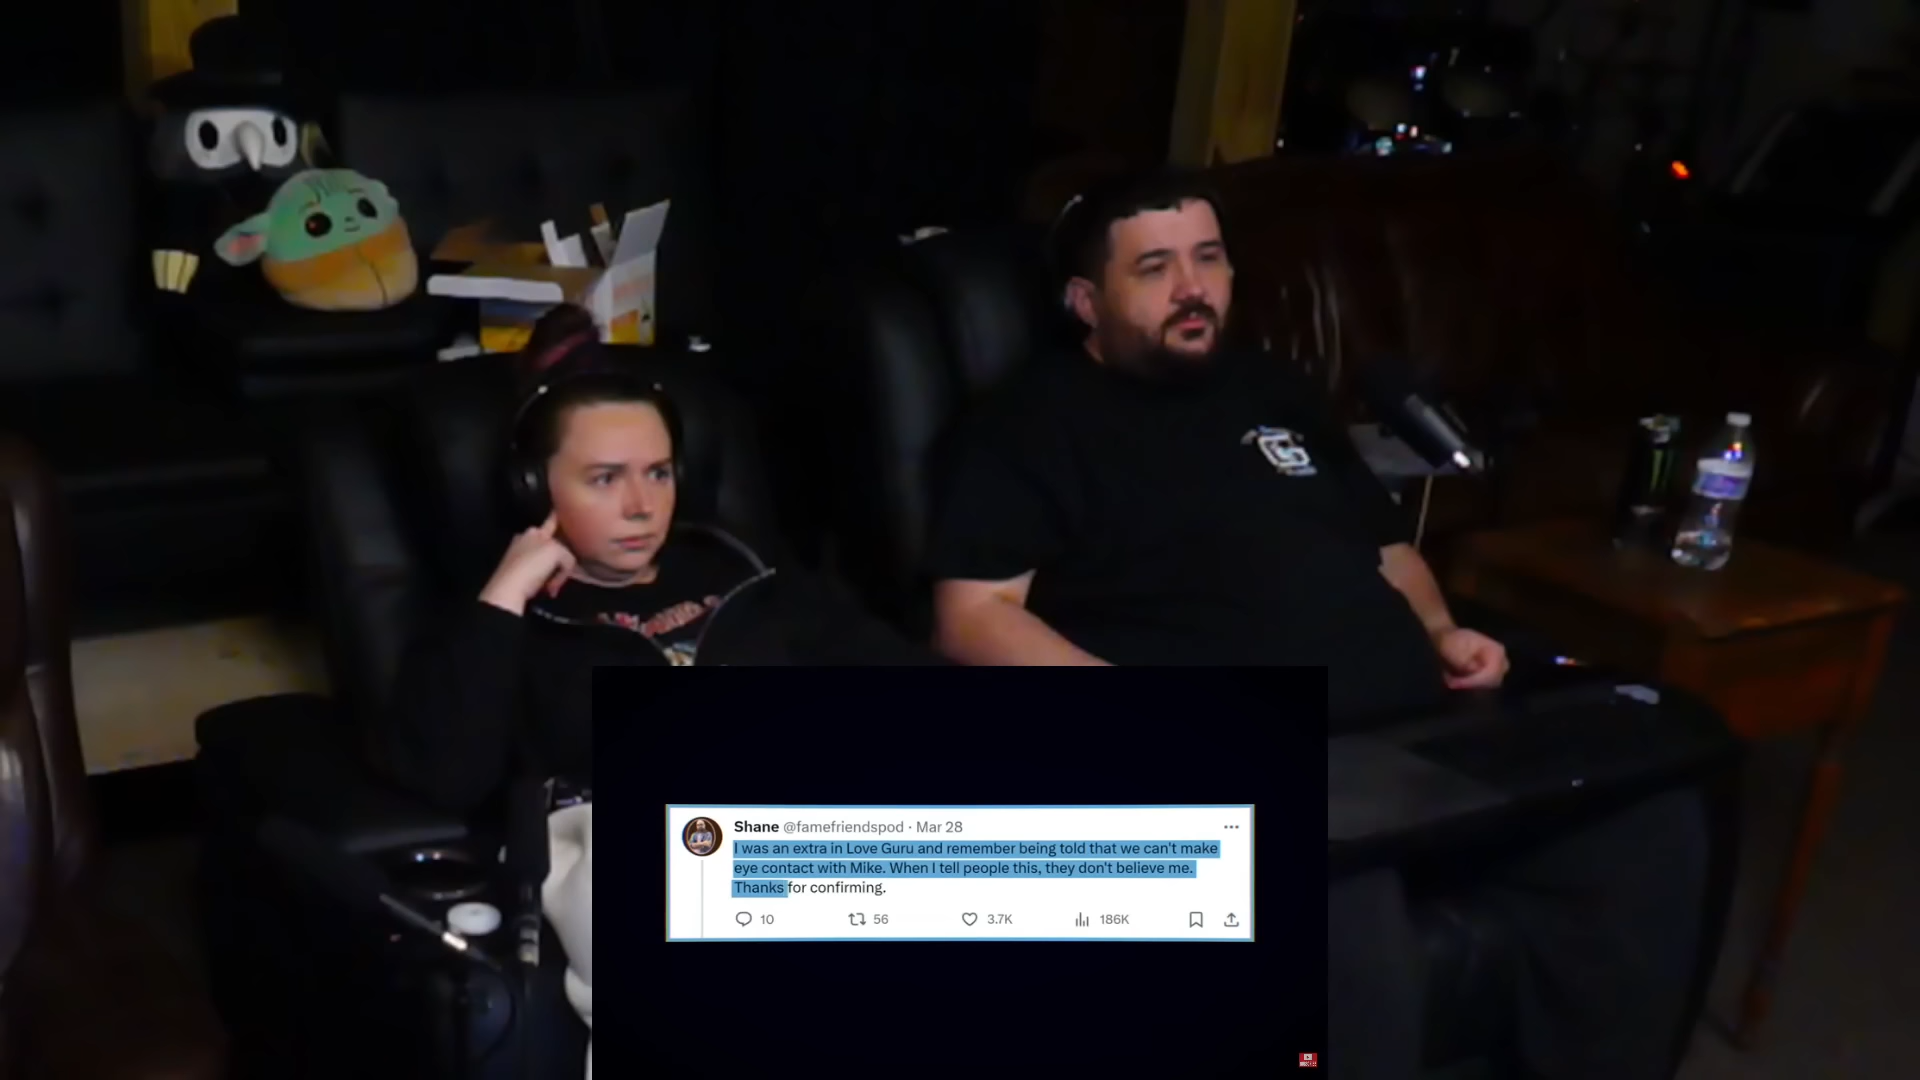 Shane @famefriendspod · Mar 28
I was an extra in Love Guru and remember being told that we can't make
eye contact with Mike. When I tell people this, they don't believe me.
Thanks for confirming.
10 56 3.7K 186K